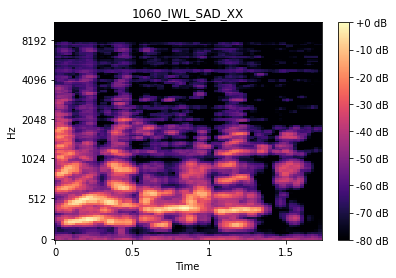 1060_IWL_SAD_XX
+0 dB
8192
-10 dB
4096
-20 dB
-30 dB
2048
Hz
-40 dB
1024
-50 dB
512
-60 dB
-70 dB
0
-80 dB
0
0.5
1
1.5
Time